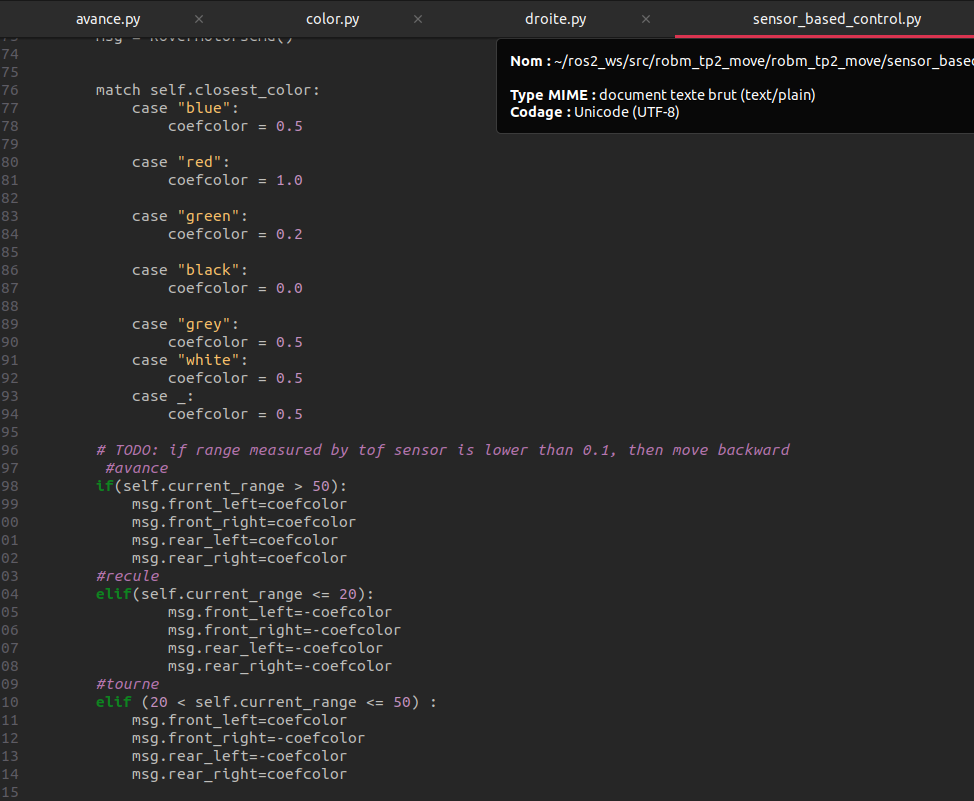 avance.py × color.py × droite.py × sensor_based_control.py
Nom : ~/ros2_ws/src/robm_tp2_move/robm_tp2_move/sensor_based
Type MIME : document texte brut (text/plain)
Codage : Unicode (UTF-8)
73 msg = RoverMotorsCmd()
74
75
76 match self.closest_color:
77 case "blue":
78 coefcolor = 0.5
79
80 case "red":
81 coefcolor = 1.0
82
83 case "green":
84 coefcolor = 0.2
85
86 case "black":
87 coefcolor = 0.0
88
89 case "grey":
90 coefcolor = 0.5
91 case "white":
92 coefcolor = 0.5
93 case _:
94 coefcolor = 0.5
95
96 # TODO: if range measured by tof sensor is lower than 0.1, then move backward
97 #avance
98 if(self.current_range > 50):
99 msg.front_left=coefcolor
00 msg.front_right=coefcolor
01 msg.rear_left=coefcolor
02 msg.rear_right=coefcolor
03 #recule
04 elif(self.current_range <= 20):
05 msg.front_left=-coefcolor
06 msg.front_right=-coefcolor
07 msg.rear_left=-coefcolor
08 msg.rear_right=-coefcolor
09 #tourne
10 elif (20 < self.current_range <= 50) :
11 msg.front_left=coefcolor
12 msg.front_right=-coefcolor
13 msg.rear_left=-coefcolor
14 msg.rear_right=coefcolor
15